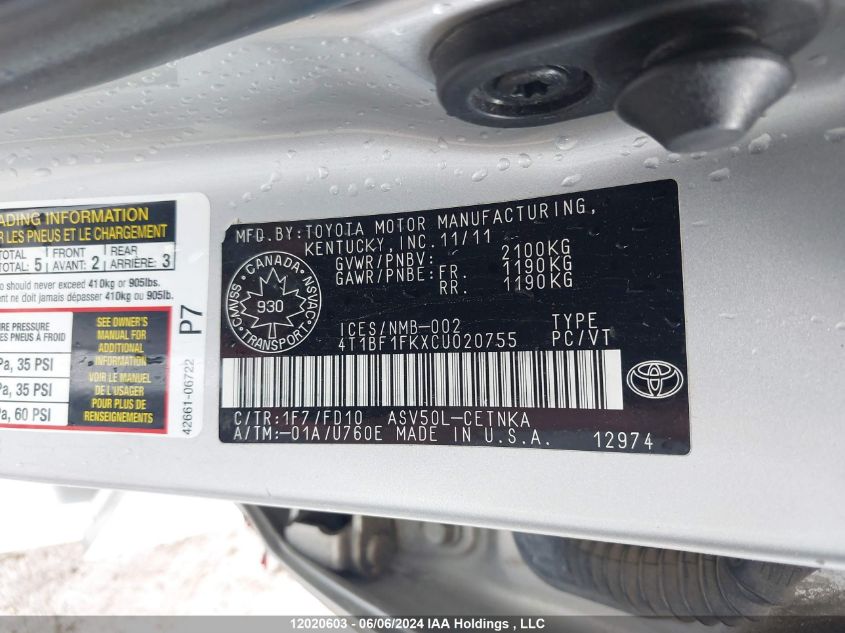 ADING INFORMATION
R LES PNEUS ET LE CHARGEMENT
TOTAL 5 FRONT REAR
TOTAL: AVANT: 2 ARRIÈRE: 3
o should never exceed 410kg or 905lbs.
ent ne doit jamais dépasser 410kg ou 905lb.
PRESSURE
ES PNEUS À FROID
a, 35 PSI
a, 35 PSI
a, 60 PSI
SEE OWNER'S
MANUAL FOR
ADDITIONAL
INFORMATION
VOIR LE MANUEL
DE L'USAGER
POUR PLUS DE
RENSEIGNEMENTS
42661-06722 P7
MFD.BY:TOYOTA MOTOR MANUFACTURING,
KENTUCKY,INC.11/11
GVWR/PNBV: 2100KG
GAWR/PNBE:FR. 1190KG
RR. 1190KG
CANADA
CMVSS 930 NSVAC
TRANSPORT
ICES/NMB-002 TYPE
4T1BF1FKXCU020755 PC/VT
C/TR:1F7/FD10 ASV50L-CETNKA
A/TM:-01A/U760E MADE IN U.S.A. 12974
12020603 - 06/06/2024 IAA Holdings , LLC